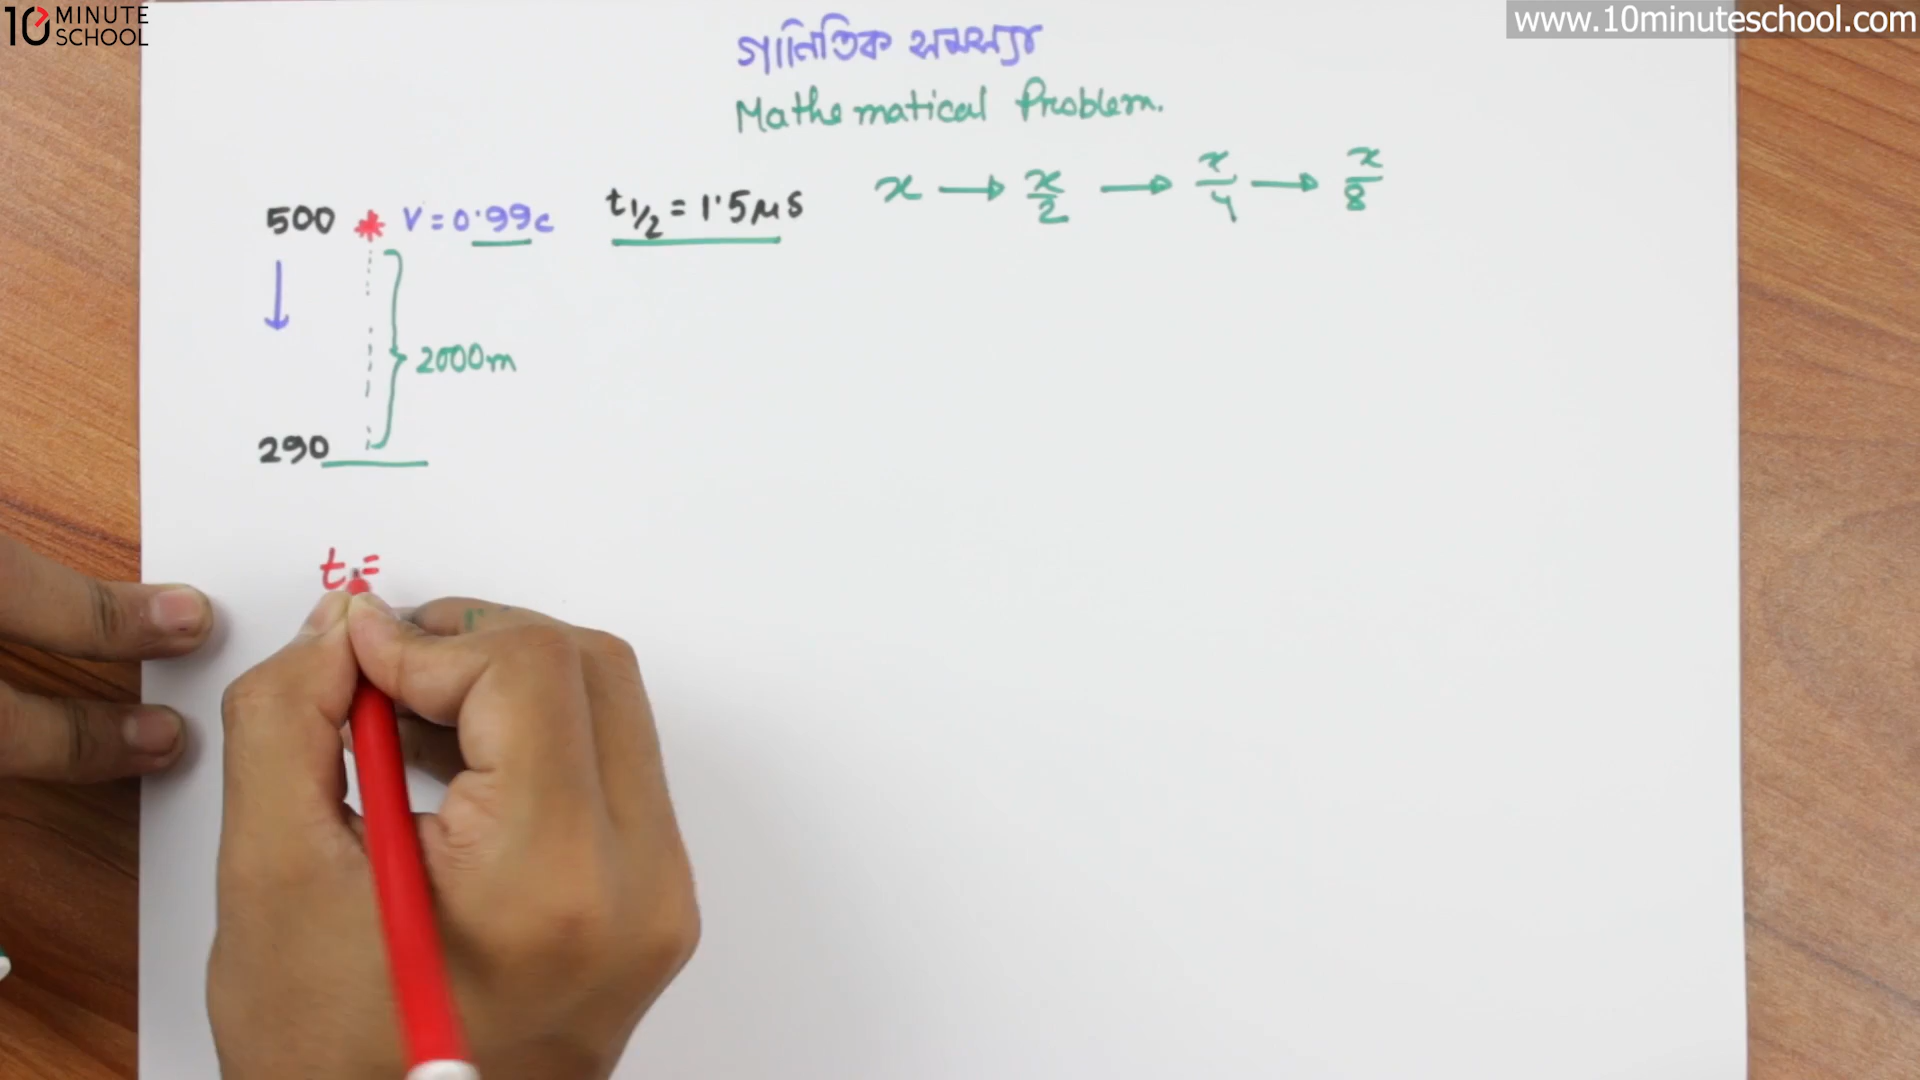 10 MINUTE SCHOOL
www.10minuteschool.com
গানিতিক সমস্যা
Mathematical Problem.
x → x/2 → x/4 → x/8
500 * V = 0.99c t1/2 = 1.5μs
2000m
290
t =